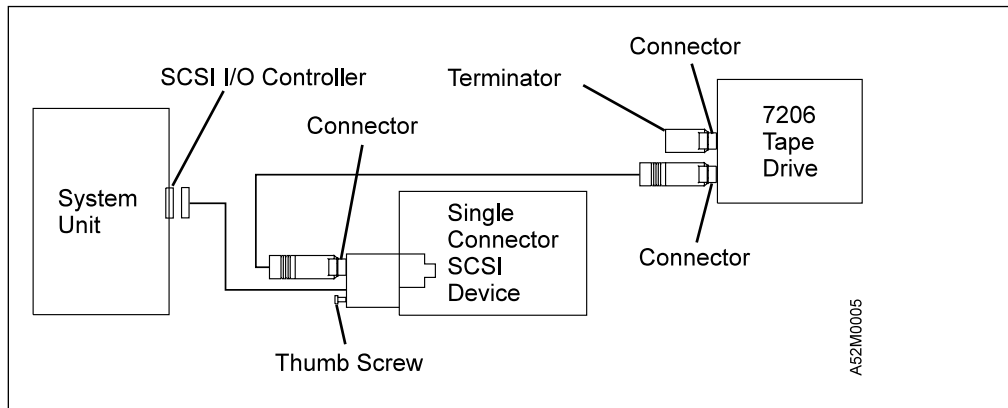 Connector
SCSI I/O Controller
Terminator
Connector
7206
Tape
Drive
System
Unit
Single
Connector
SCSI
Device
Connector
Thumb Screw
A52M0005